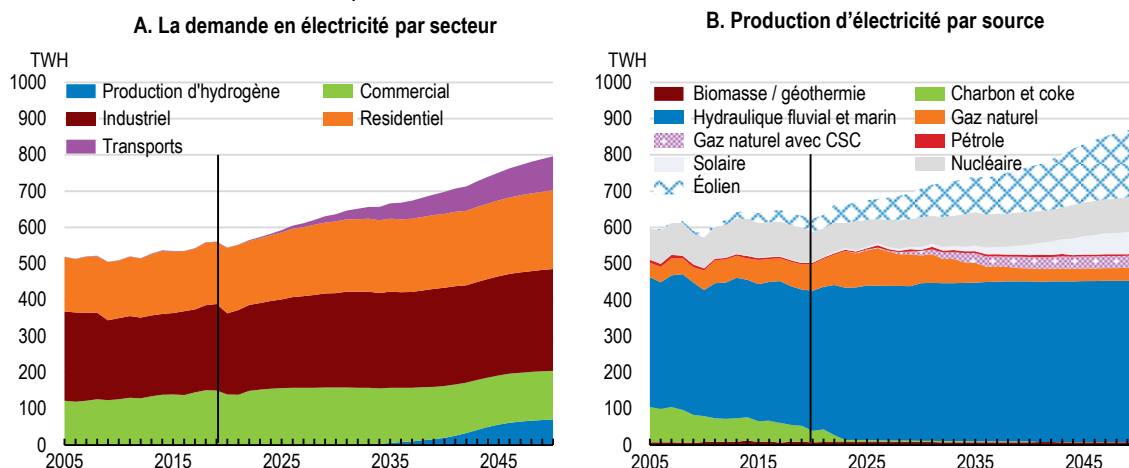 A. La demande en électricité par secteur
TWH
1000
900
800
700
600
500
400
300
200
100
0
Production d'hydrogène
Commercial
Industriel
Residentiel
Transports
2005
2015
2025
2035
2045
B. Production d'électricité par source
TWH
1000
900
800
700
600
500
400
300
200
100
0
Biomasse / géothermie
Charbon et coke
Hydraulique fluvial et marin
Gaz naturel
Gaz naturel avec CSC
Pétrole
Solaire
Nucléaire
Éolien
2005
2015
2025
2035
2045